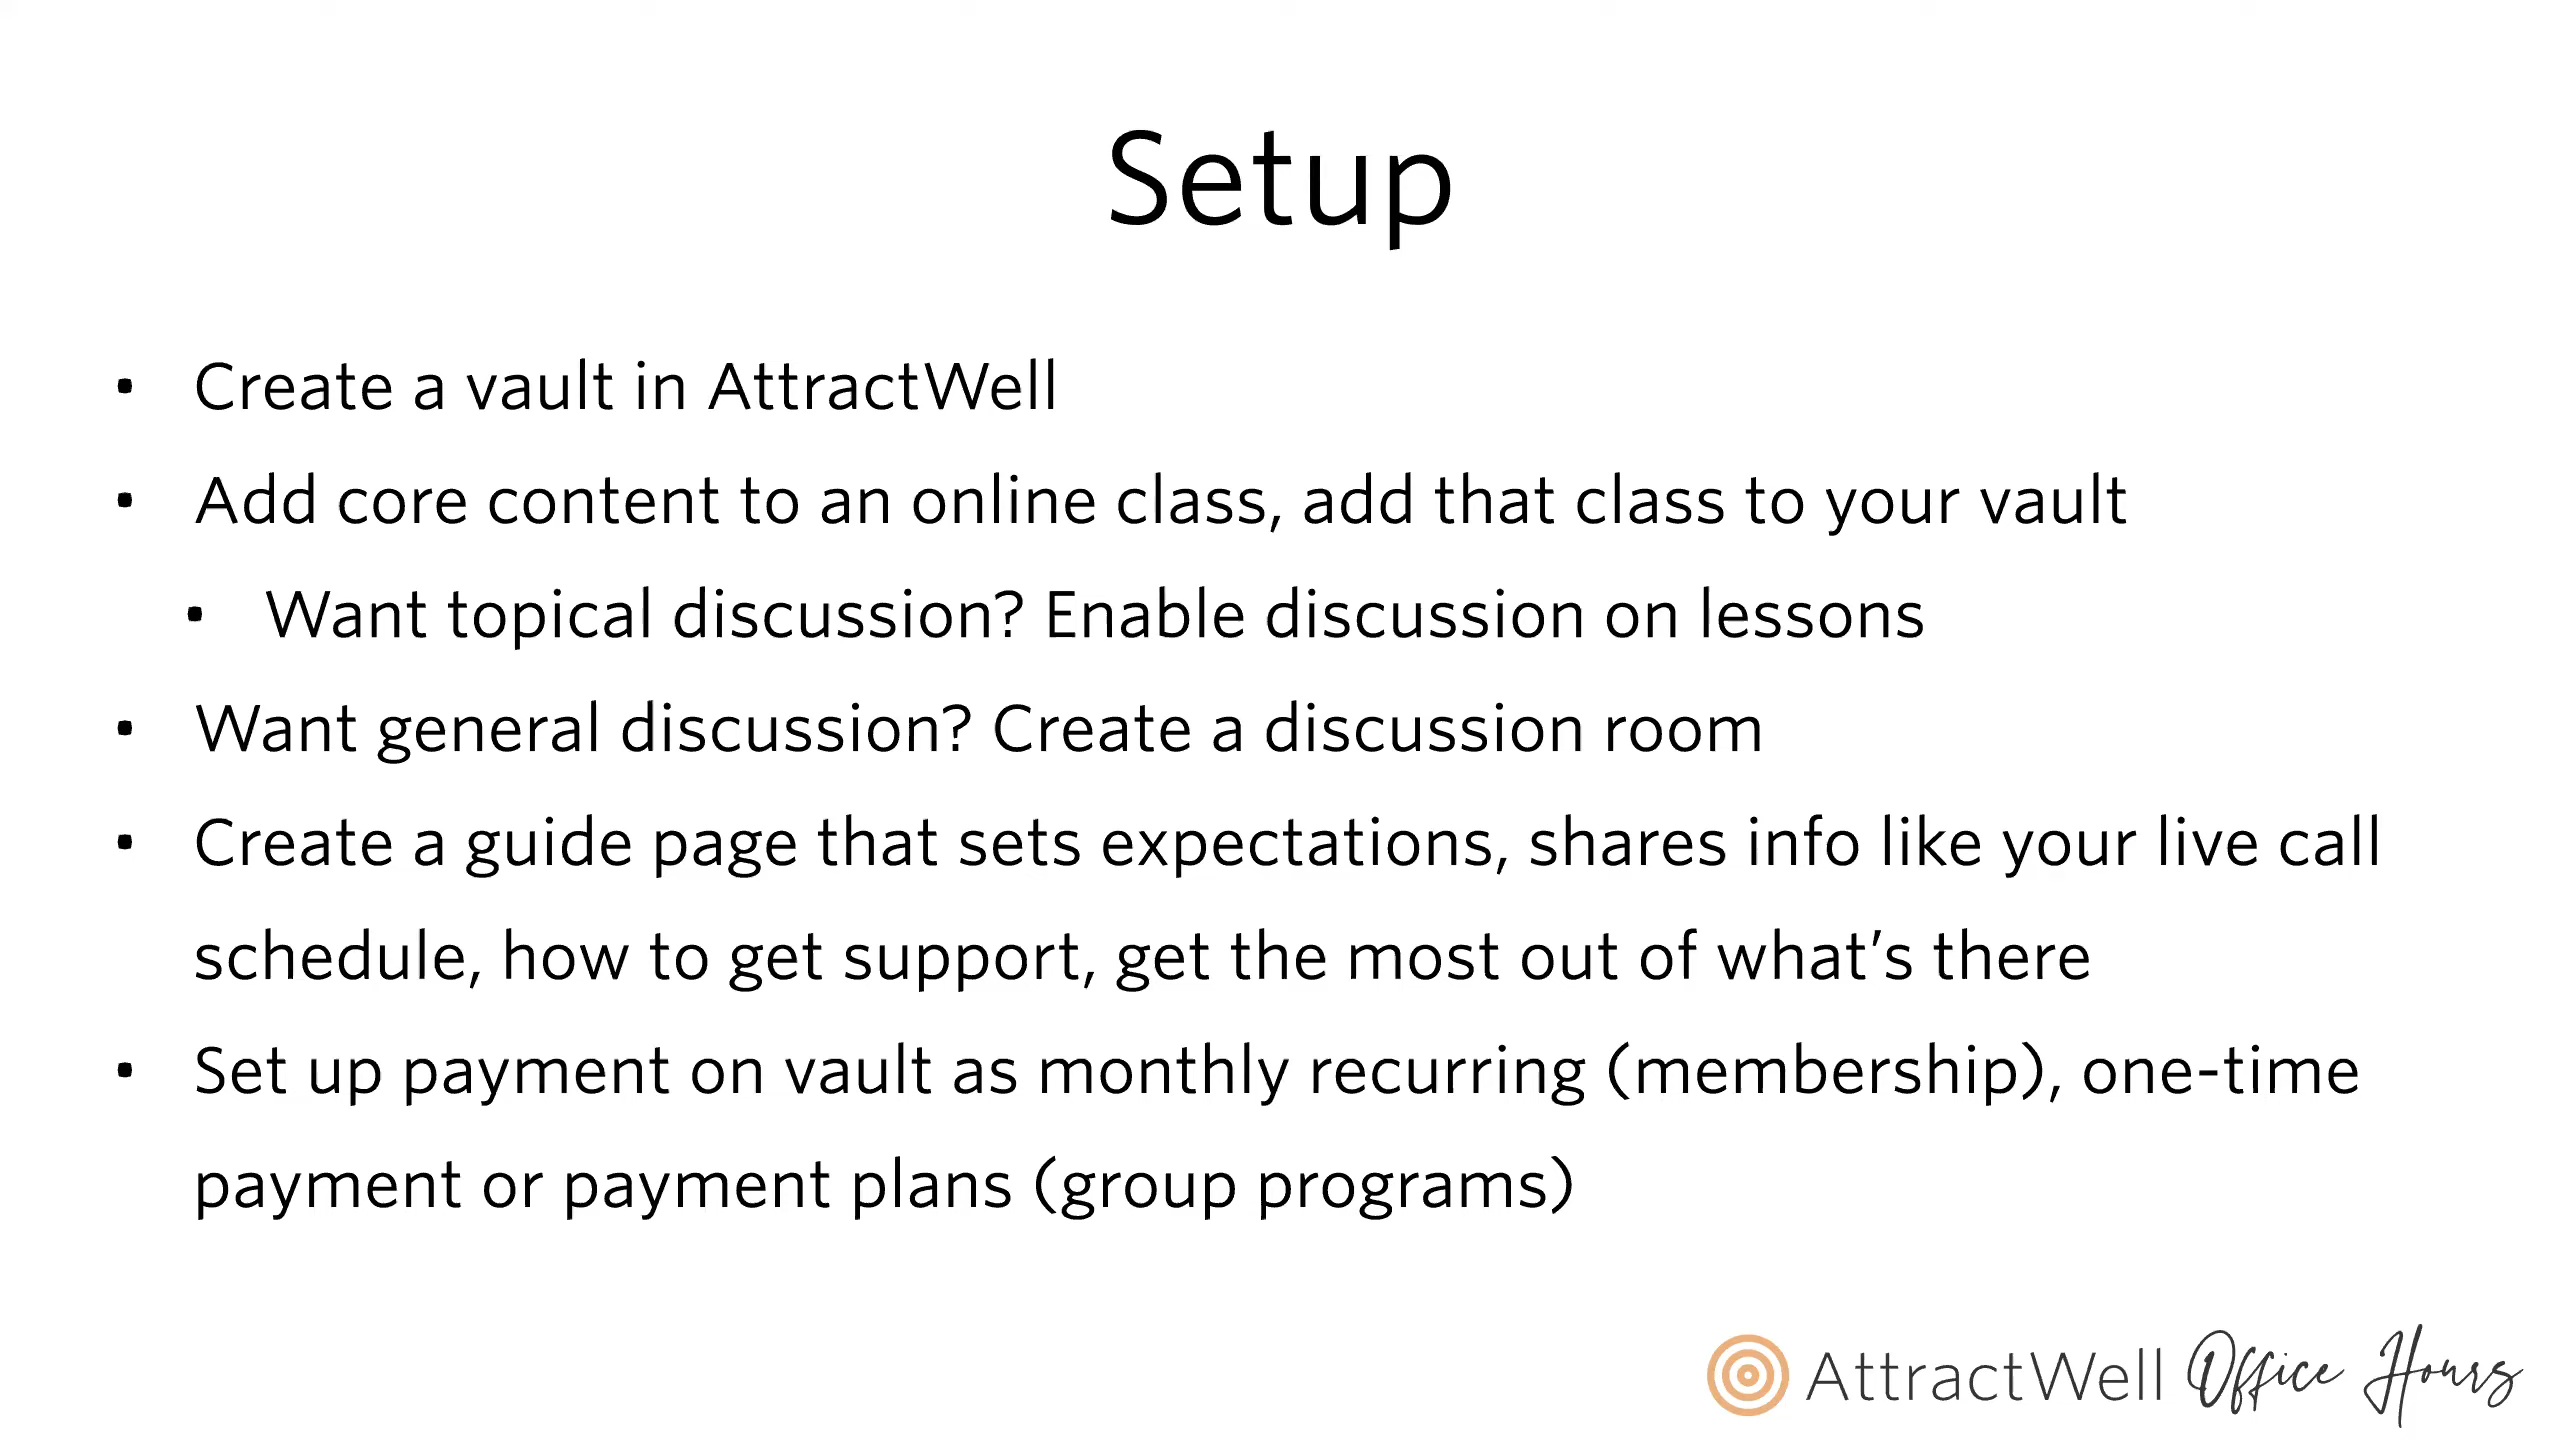 Setup
• Create a vault in AttractWell
• Add core content to an online class, add that class to your vault
• Want topical discussion? Enable discussion on lessons
• Want general discussion? Create a discussion room
• Create a guide page that sets expectations, shares info like your live call
schedule, how to get support, get the most out of what’s there
• Set up payment on vault as monthly recurring (membership), one-time
payment or payment plans (group programs)
AttractWell Office Hours